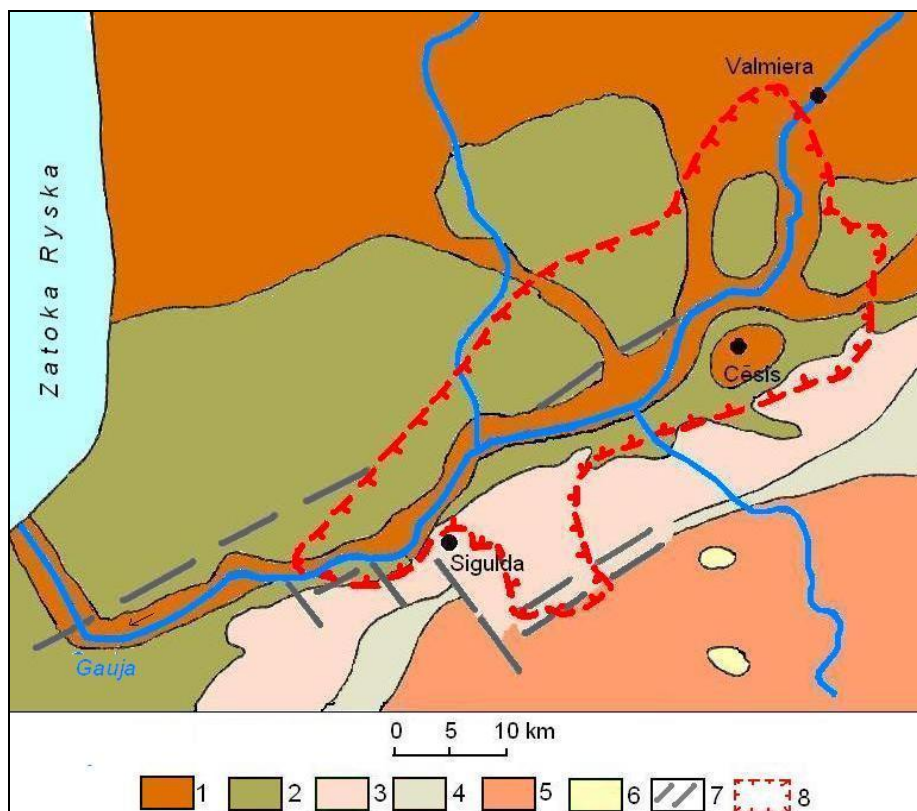 Valmiera
Zatoka Ryska
Cēsis
Sigulda
Gauja
0 5 10 km
1 2 3 4 5 6 7 8